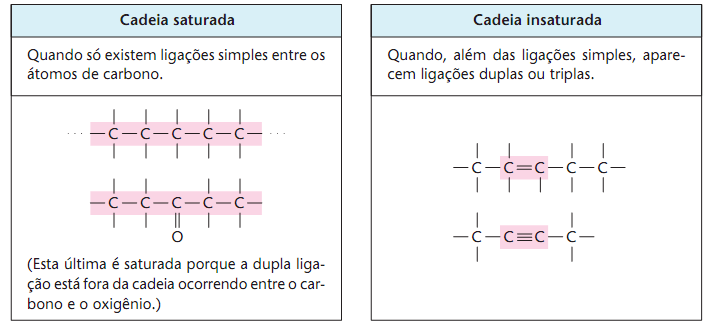 Cadeia saturada
Quando só existem ligações simples entre os
átomos de carbono.
— C — C — C — C — C —
— C — C — C — C — C —
O
(Esta última é saturada porque a dupla liga-
ção está fora da cadeia ocorrendo entre o car-
bono e o oxigênio.)
Cadeia insaturada
Quando, além das ligações simples, apare-
cem ligações duplas ou triplas.
— C — C = C — C — C —
— C — C ≡ C — C —